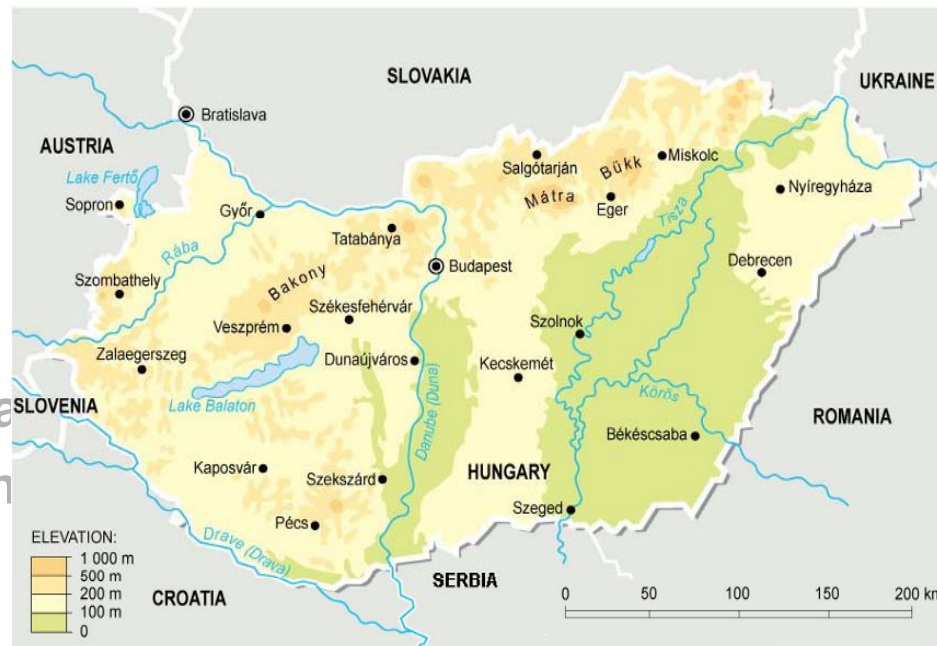 SLOVAKIA
UKRAINE
Bratislava
AUSTRIA
Lake Fertő
Sopron
Győr
Rába
Salgótarján
Bükk
Miskolc
Mátra
Eger
Nyíregyháza
Tisza
Tatabánya
Budapest
Debrecen
Szombathely
Bakony
Székesfehérvár
Veszprém
Szolnok
Zalaegerszeg
Dunaújváros
Kecskemét
Lake Balaton
Danube (Duna)
Körös
SLOVENIA
ROMANIA
Békéscsaba
Kaposvár
Szekszárd
HUNGARY
Szeged
Pécs
Drave (Drava)
SERBIA
CROATIA
ELEVATION:
1 000 m
500 m
200 m
100 m
0
0 50 100 150 200 km